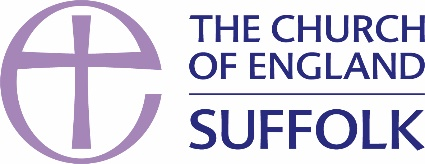 THE CHURCH
OF ENGLAND
SUFFOLK